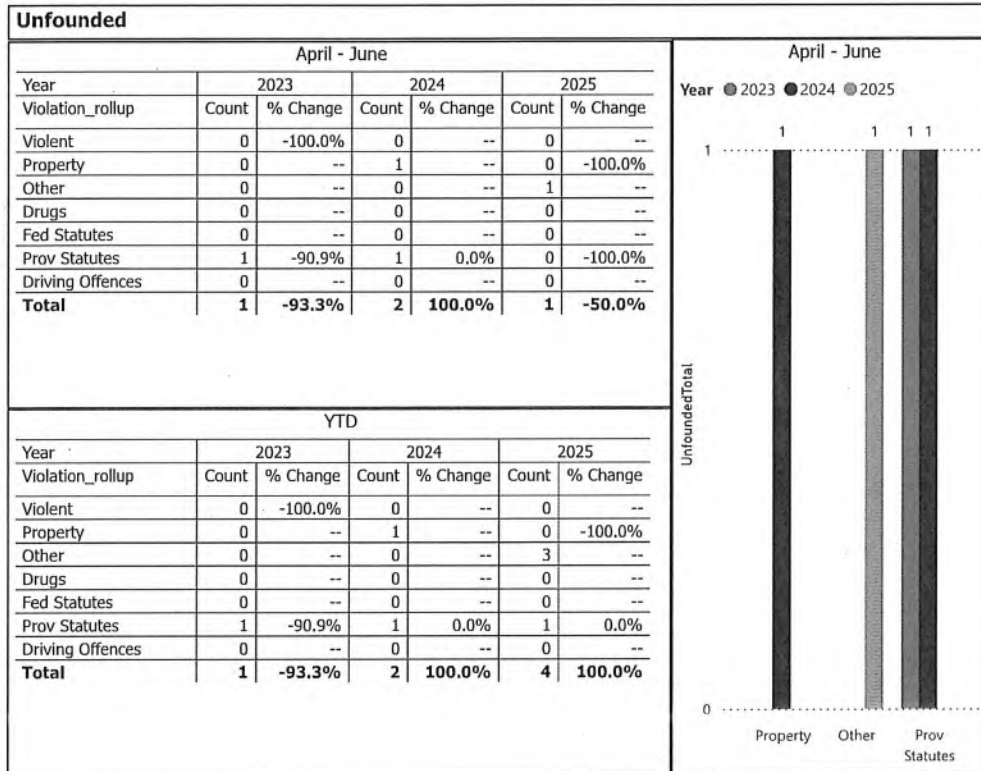 Unfounded
April - June
Year 2023 2024 2025
Violation_rollup Count % Change Count % Change Count % Change
Violent 0 -100.0% 0 -- 0 --
Property 0 -- 1 -- 0 -100.0%
Other 0 -- 0 -- 1 --
Drugs 0 -- 0 -- 0 --
Fed Statutes 0 -- 0 -- 0 --
Prov Statutes 1 -90.9% 1 0.0% 0 -100.0%
Driving Offences 0 -- 0 -- 0 --
Total 1 -93.3% 2 100.0% 1 -50.0%
YTD
Year 2023 2024 2025
Violation_rollup Count % Change Count % Change Count % Change
Violent 0 -100.0% 0 -- 0 --
Property 0 -- 1 -- 0 -100.0%
Other 0 -- 0 -- 3 --
Drugs 0 -- 0 -- 0 --
Fed Statutes 0 -- 0 -- 0 --
Prov Statutes 1 -90.9% 1 0.0% 1 0.0%
Driving Offences 0 -- 0 -- 0 --
Total 1 -93.3% 2 100.0% 4 100.0%
April - June
Year 2023 2024 2025
1 1 1 1
1
UnfoundedTotal
0
Property Other Prov
Statutes